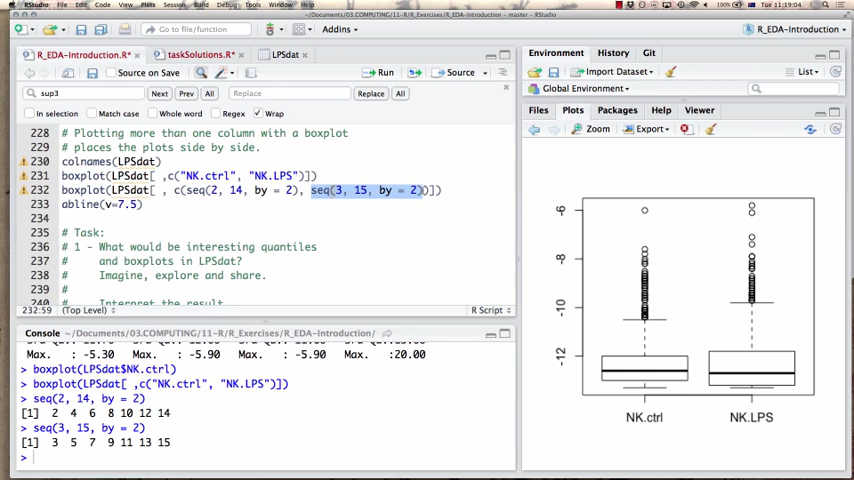 RStudio File Edit Code View Plots Session Build Debug Tools Window Help
100% Tue 11:19:04
~/Documents/03.COMPUTING/11-R/R_Exercises/R_EDA-Introduction - master - RStudio
Go to file/function
Addins
R_EDA-Introduction
R_EDA-Introduction.R*
taskSolutions.R*
LPSdat
Source on Save
Run
Source
sup3
Next
Prev
All
Replace
Replace
All
In selection
Match case
Whole word
Regex
Wrap
228 # Plotting more than one column with a boxplot
229 # places the plots side by side.
230 colnames(LPSdat)
231 boxplot(LPSdat[ ,c("NK.ctrl", "NK.LPS")])
232 boxplot(LPSdat[ , c(seq(2, 14, by = 2), seq(3, 15, by = 2))])
233 abline(v=7.5)
234
235 # Task:
236 # 1 - What would be interesting quantiles
237 # and boxplots in LPSdat?
238 # Imagine, explore and share.
239 #
240 # Interpret the result
232:59
(Top Level)
R Script
Console ~/Documents/03.COMPUTING/11-R/R_Exercises/R_EDA-Introduction/
Max. : -5.30 Max. : -5.90 Max. : -5.90 Max. :20.00
> boxplot(LPSdat$NK.ctrl)
> boxplot(LPSdat[ ,c("NK.ctrl", "NK.LPS")])
> seq(2, 14, by = 2)
[1] 2 4 6 8 10 12 14
> seq(3, 15, by = 2)
[1] 3 5 7 9 11 13 15
>
Environment
History
Git
Import Dataset
List
Global Environment
Files
Plots
Packages
Help
Viewer
Zoom
Export
-6
-8
-10
-12
NK.ctrl
NK.LPS